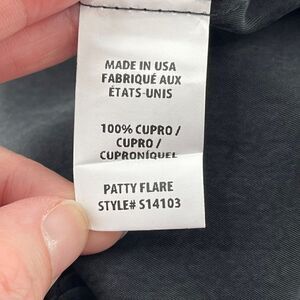 MADE IN USA
FABRIQUÉ AUX
ÉTATS-UNIS
100% CUPRO /
CUPRO /
CUPRONÍQUEL
PATTY FLARE
STYLE# S14103